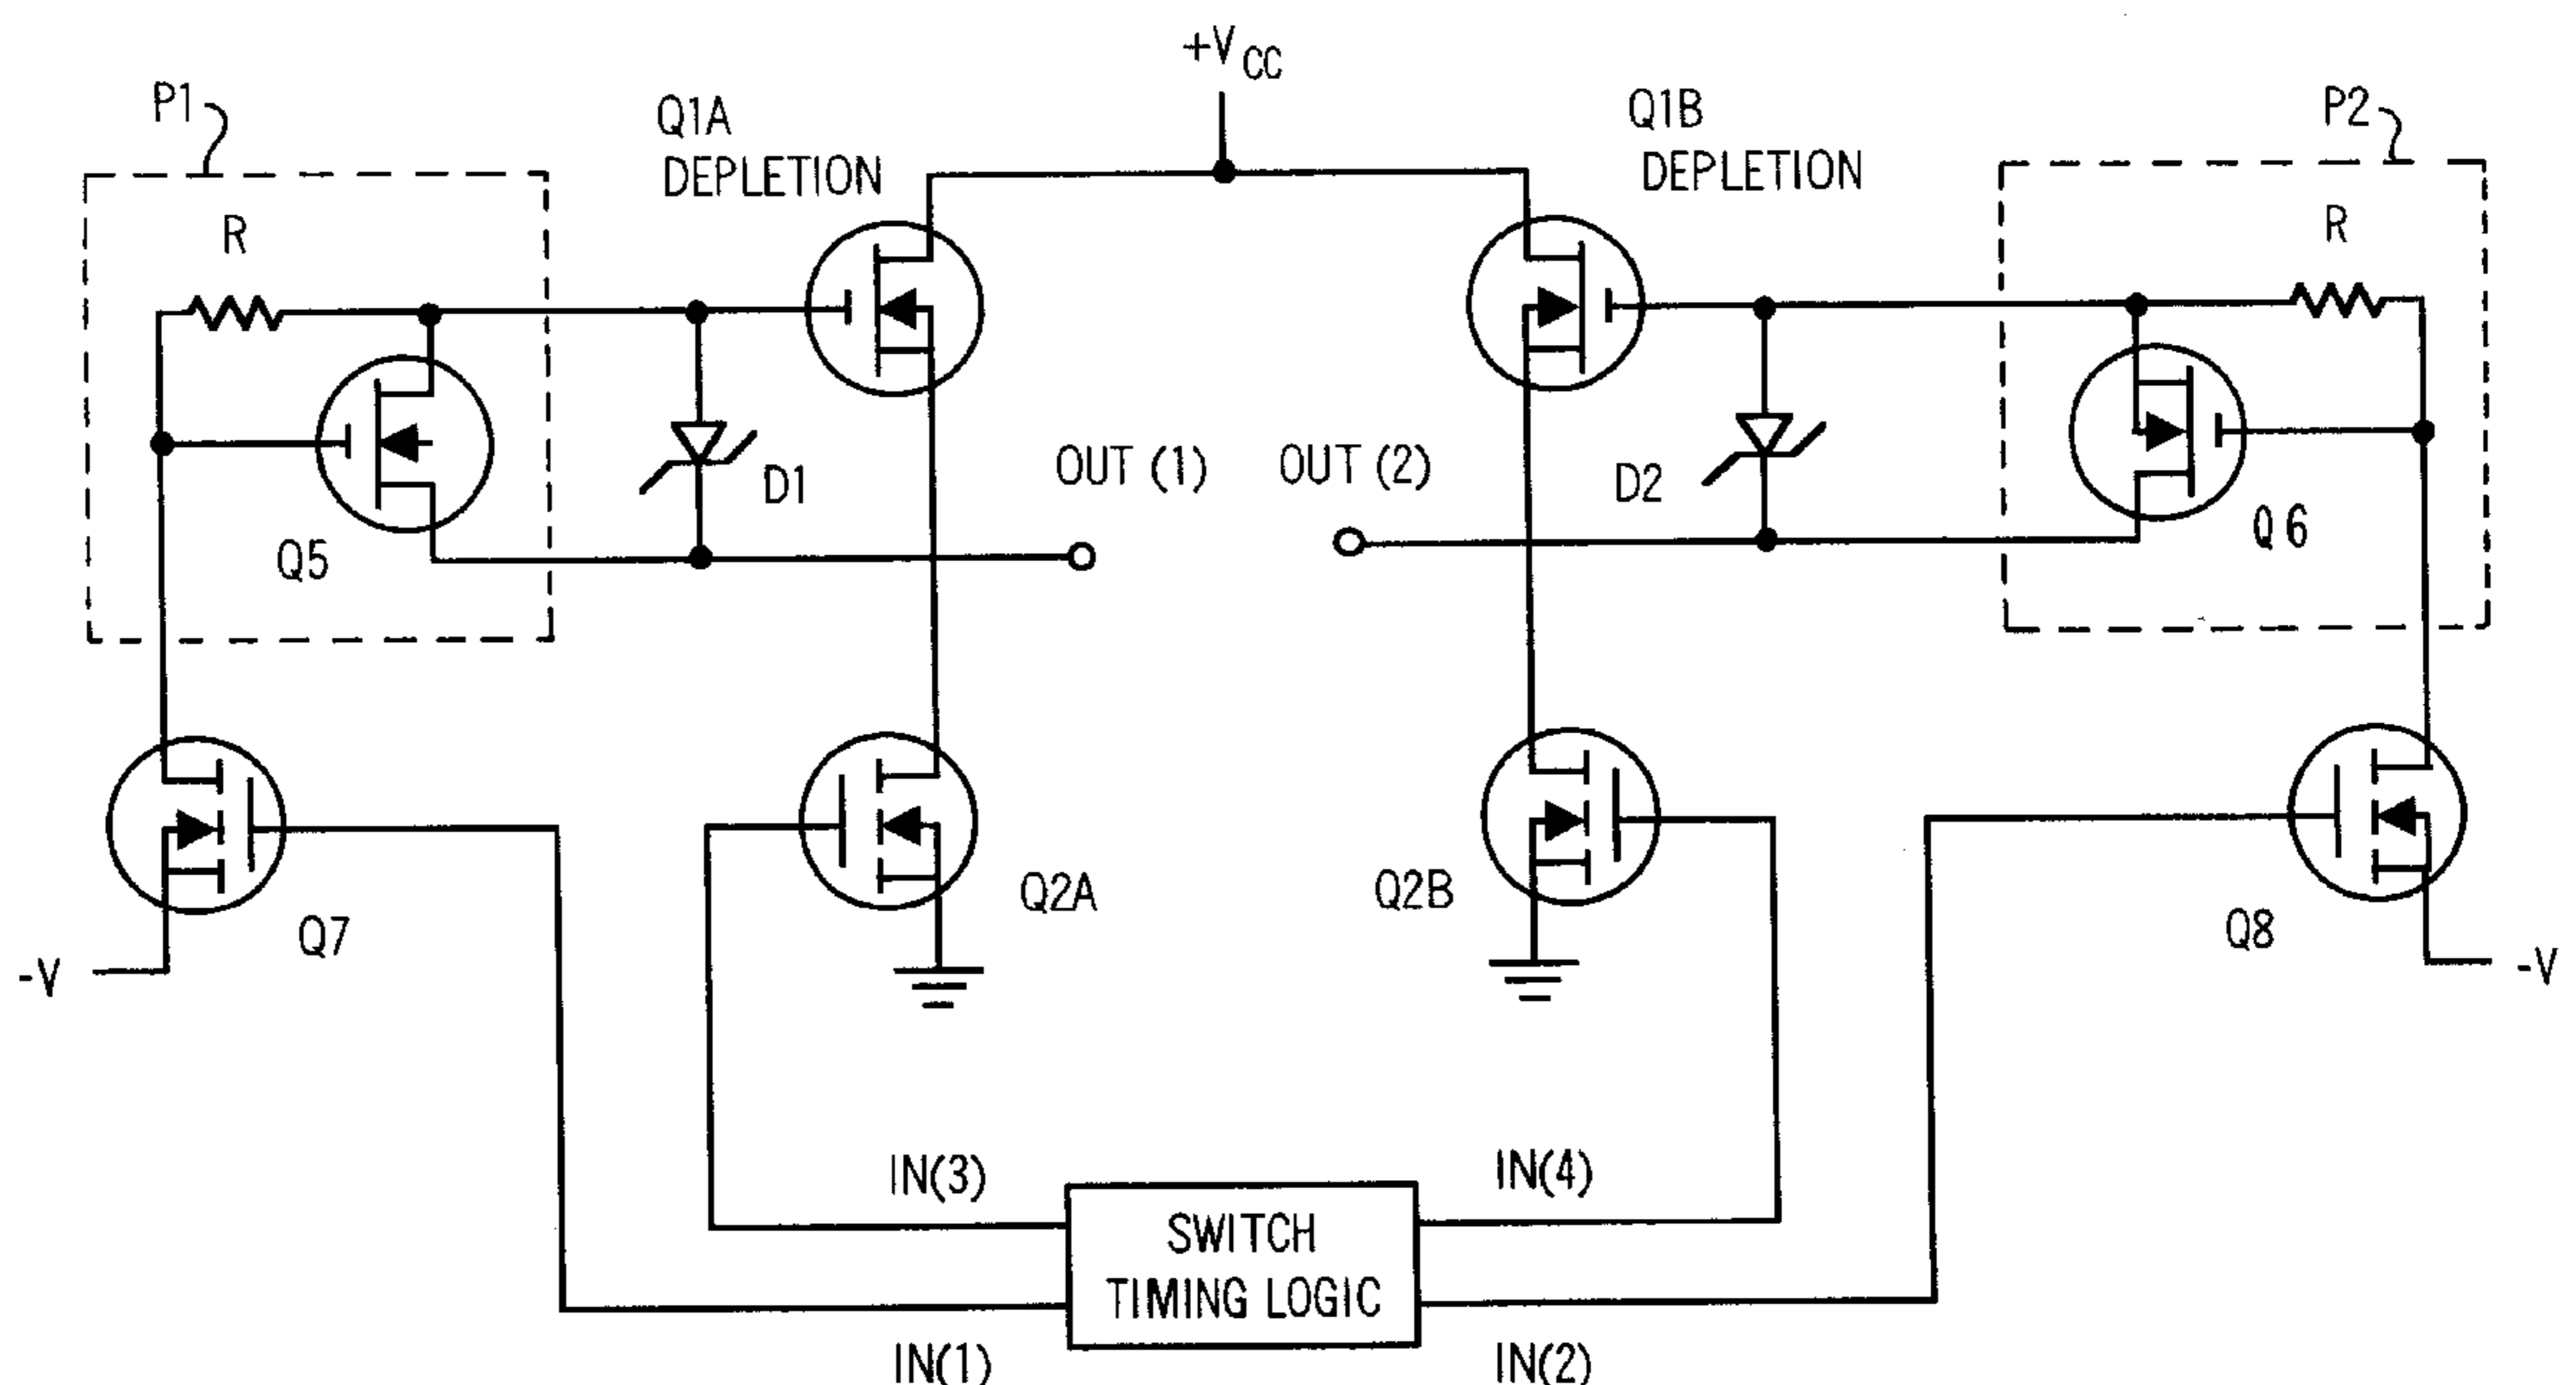 +VCC
P1
Q1A
DEPLETION
Q1B
DEPLETION
P2
R
R
D1
OUT (1)
OUT (2)
D2
Q5
Q6
Q7
Q2A
Q2B
Q8
-V
-V
IN(3)
IN(4)
SWITCH
TIMING LOGIC
IN(1)
IN(2)